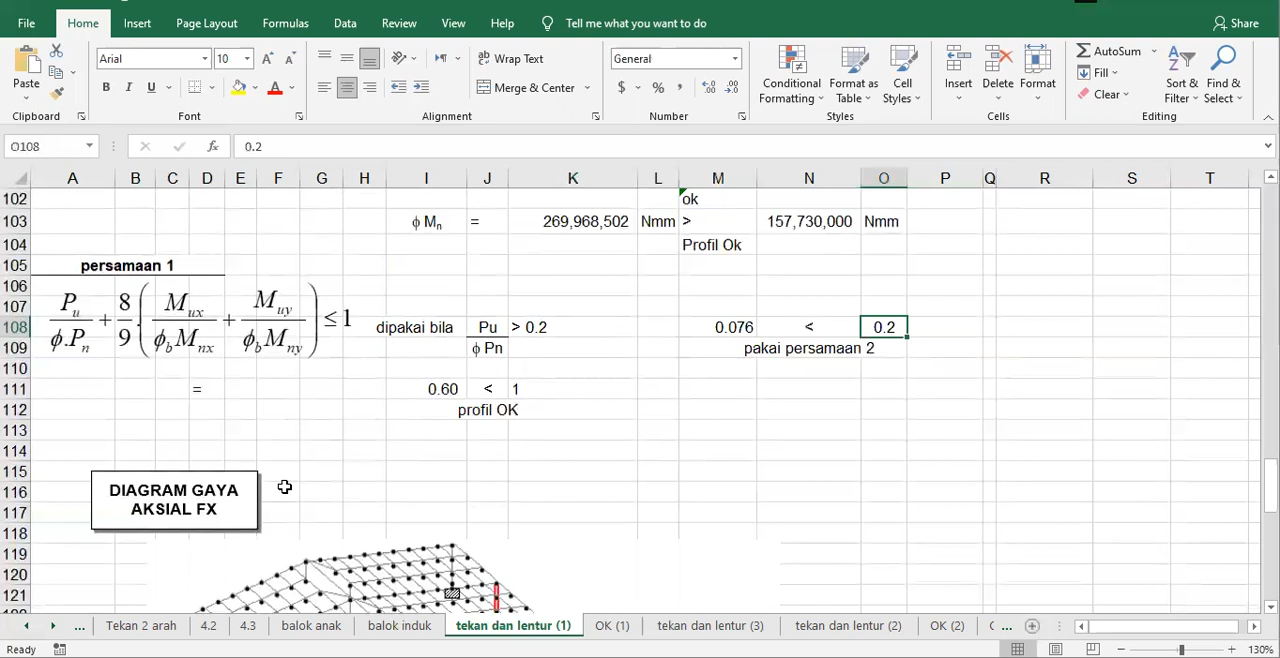 File Home Insert Page Layout Formulas Data Review View Help Tell me what you want to do Share
Arial 10 Wrap Text General AutoSum
Paste B I U Merge & Center $ % Conditional Formatting Format as Table Cell Styles Insert Delete Format Fill Clear Sort & Filter Find & Select
Clipboard Font Alignment Number Styles Cells Editing
O108 fx 0.2
A B C D E F G H I J K L M N O P Q R S T
102 ok
103 ϕ Mn = 269,968,502 Nmm > 157,730,000 Nmm
104 Profil Ok
105 persamaan 1
106
107
Pu/ϕ.Pn + 8/9.(Mux/ϕbMnx + Muy/ϕbMny) ≤ 1
108 dipakai bila Pu > 0.2 0.076 < 0.2
109 ϕ Pn pakai persamaan 2
110
111 = 0.60 < 1
112 profil OK
113
114
115
116 DIAGRAM GAYA
117 AKSIAL FX
118
119
120
121
... Tekan 2 arah 4.2 4.3 balok anak balok induk tekan dan lentur (1) OK (1) tekan dan lentur (3) tekan dan lentur (2) OK (2) ...
Ready 130%